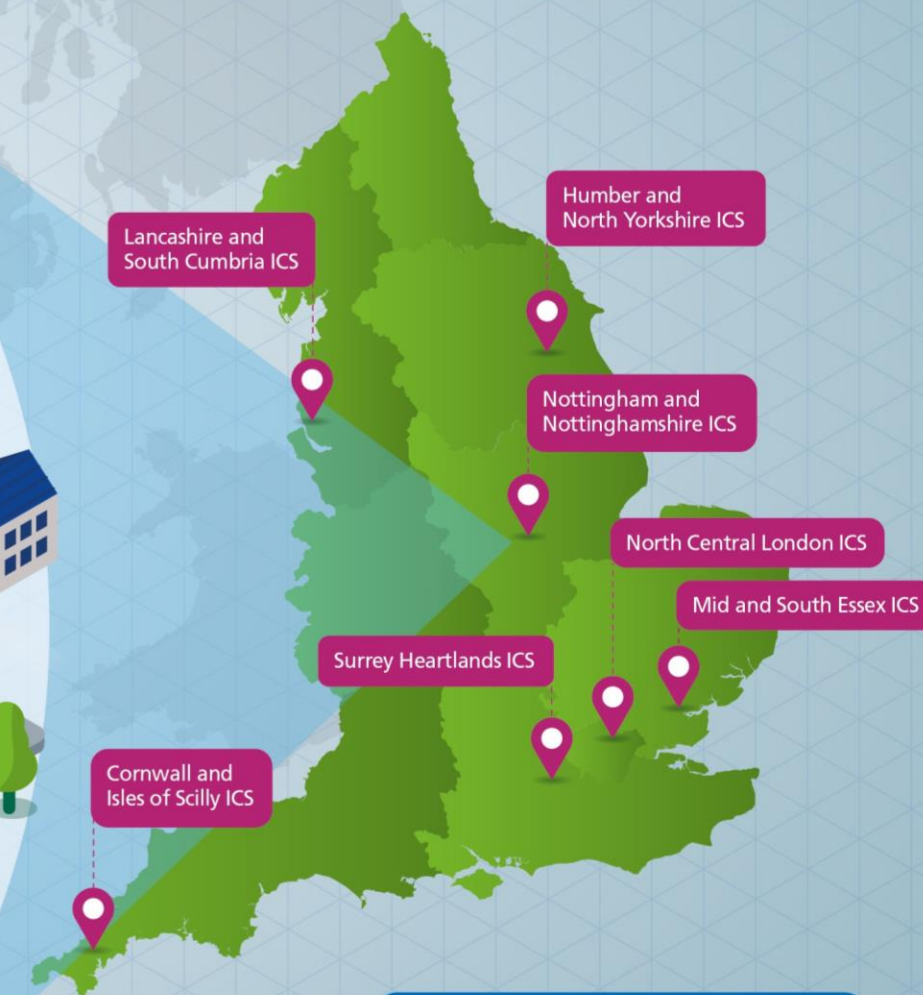 Humber and
North Yorkshire ICS
Lancashire and
South Cumbria ICS
Nottingham and
Nottinghamshire ICS
North Central London ICS
Mid and South Essex ICS
Surrey Heartlands ICS
Cornwall and
Isles of Scilly ICS